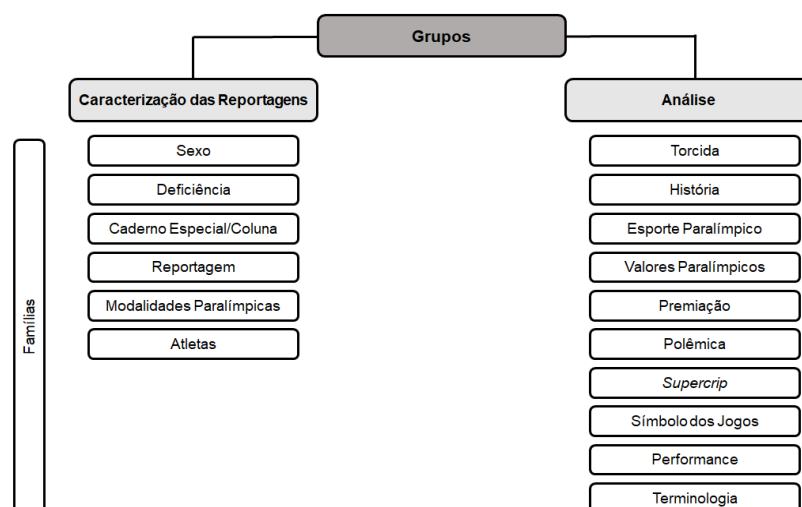 Grupos
Caracterização das Reportagens
Análise
Famílias
Sexo
Deficiência
Caderno Especial/Coluna
Reportagem
Modalidades Paralímpicas
Atletas
Torcida
História
Esporte Paralímpico
Valores Paralímpicos
Premiação
Polêmica
Supercrip
Símbolo dos Jogos
Performance
Terminologia